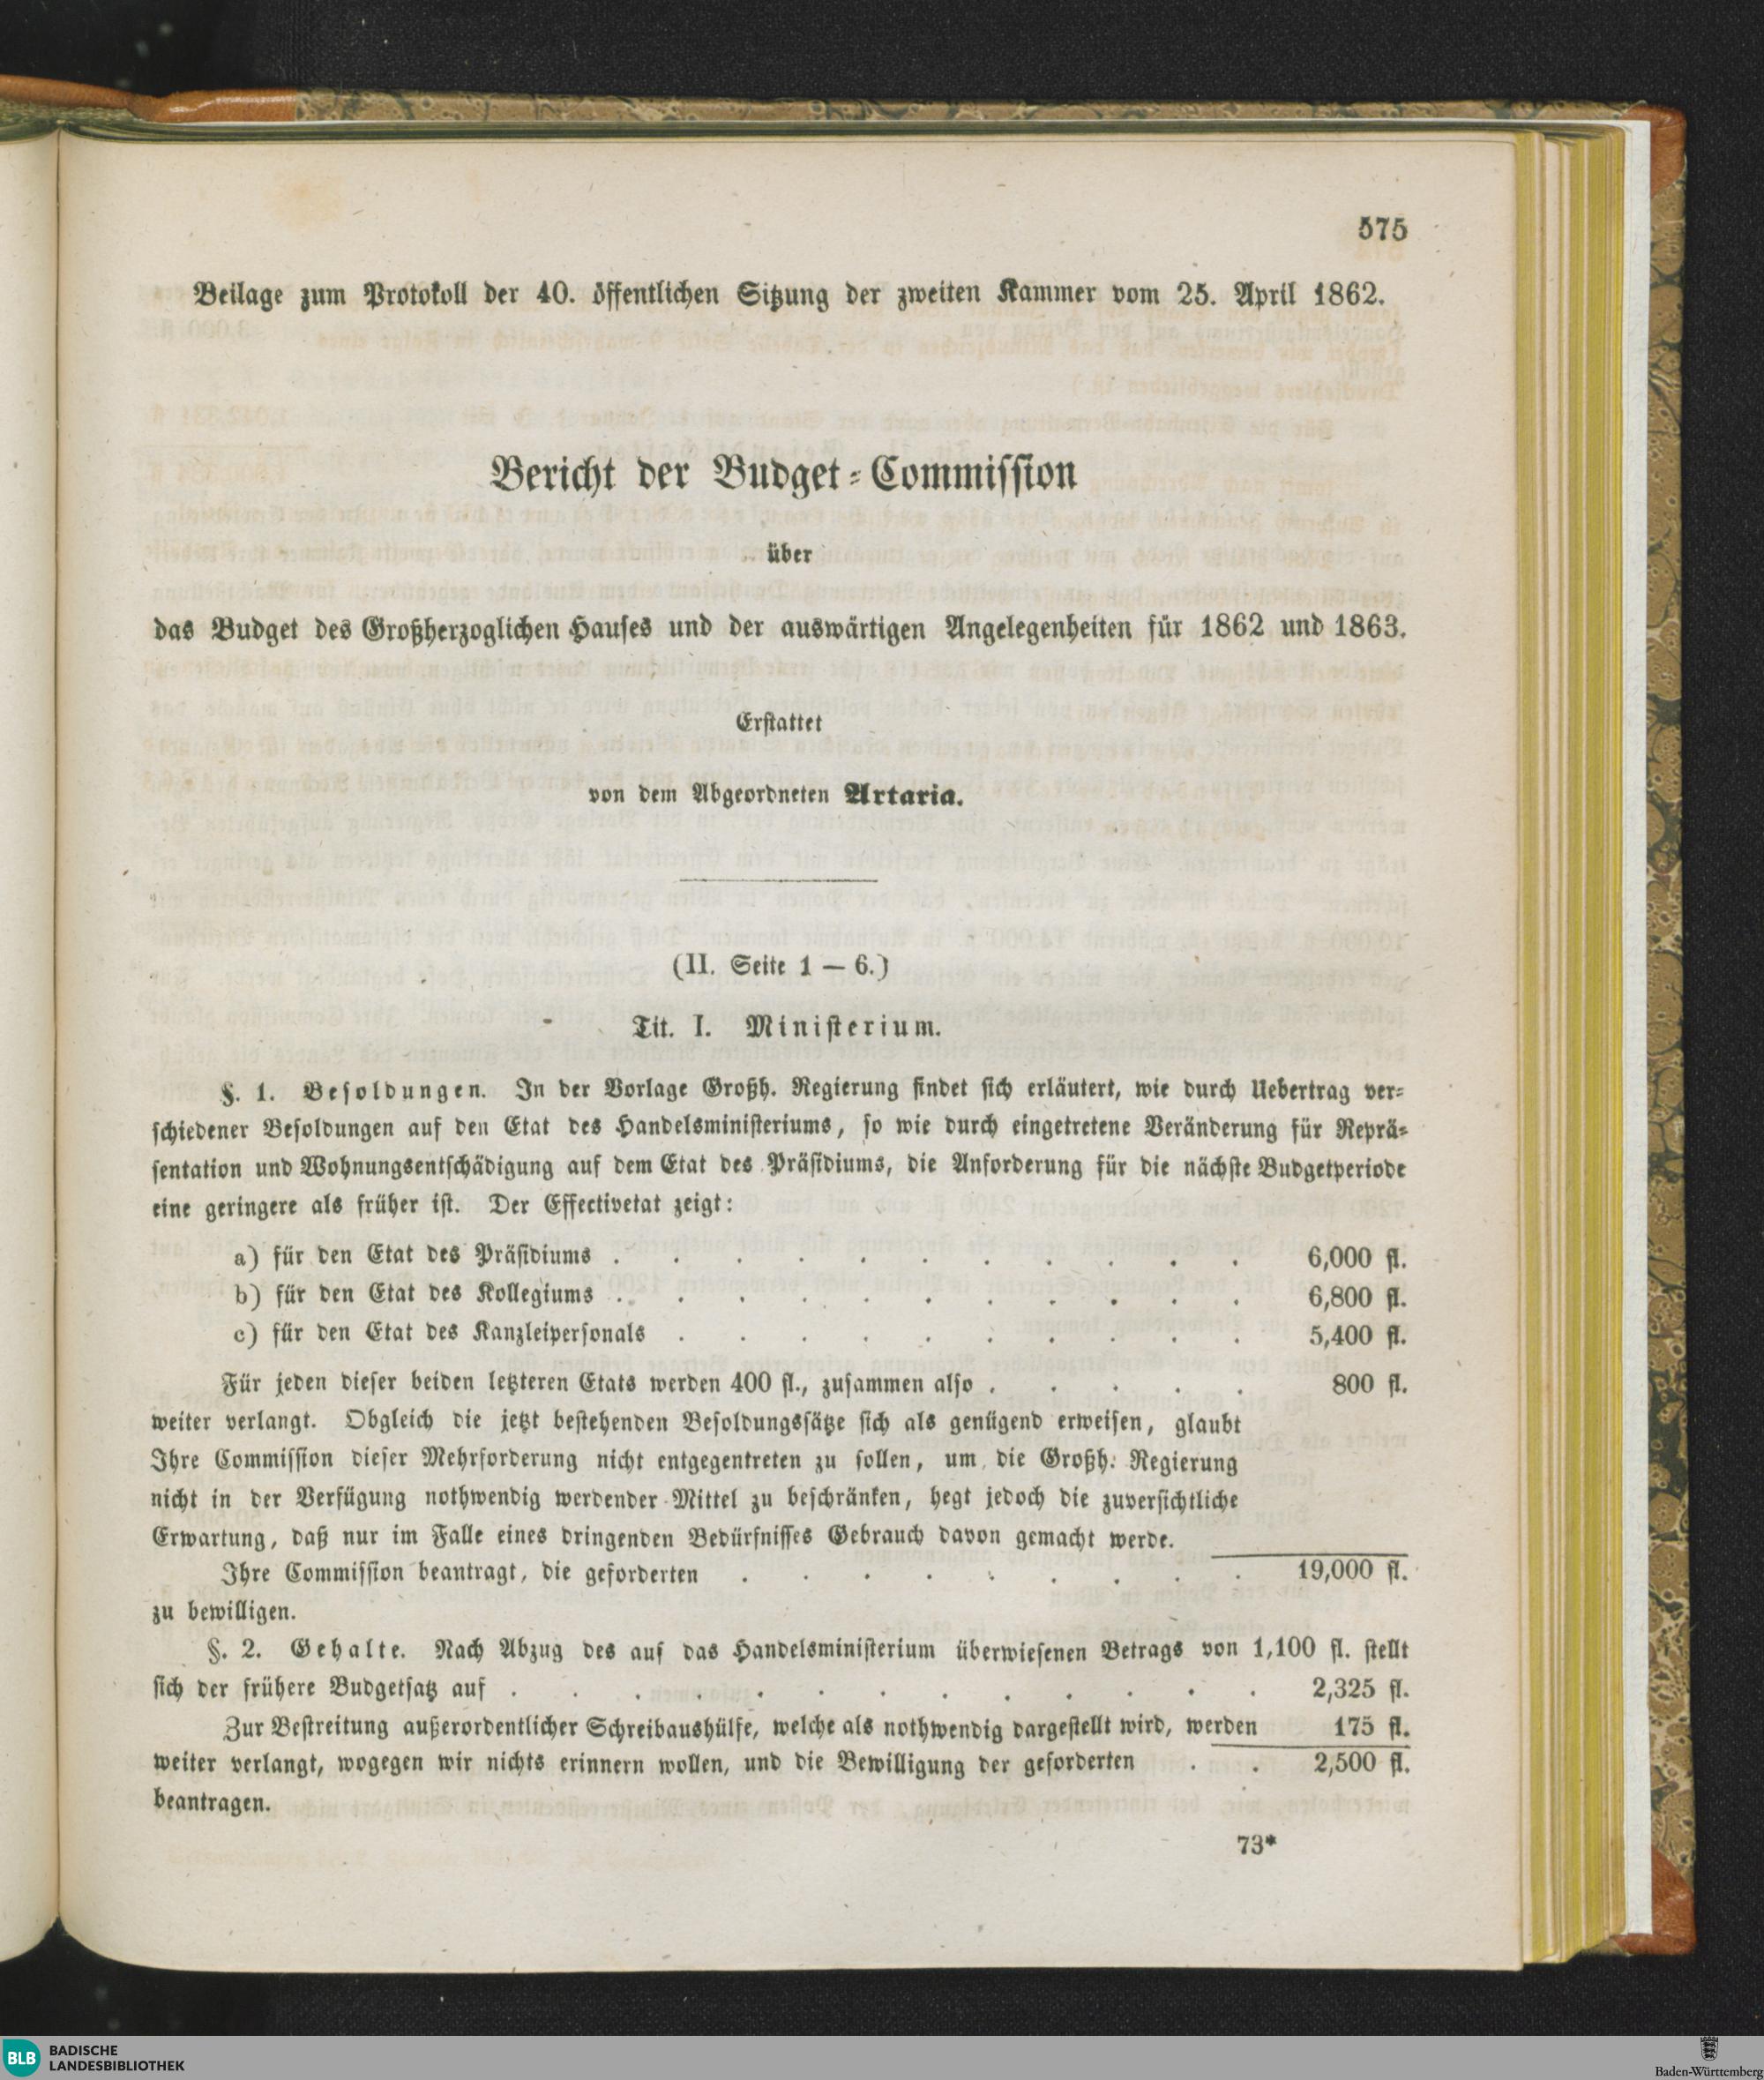 575
Beilage zum Protokoll der 40. öffentlichen Sitzung der zweiten Kammer vom 25. April 1862.
Bericht der Budget-Commission
über
das Budget des Großherzoglichen Hauses und der auswärtigen Angelegenheiten für 1862 und 1863.
Erstattet
von dem Abgeordneten Artaria.
(II. Seite 1 — 6.)
Tit. I. Ministerium.
§. 1. Besoldungen. In der Vorlage Großh. Regierung findet sich erläutert, wie durch Uebertrag ver-
schiedener Besoldungen auf den Etat des Handelsministeriums, so wie durch eingetretene Veränderung für Reprä-
sentation und Wohnungsentschädigung auf dem Etat des Präsidiums, die Anforderung für die nächste Budgetperiode
eine geringere als früher ist. Der Effectivetat zeigt:
a) für den Etat des Präsidiums . . . . . . . . . . . 6,000 fl.
b) für den Etat des Kollegiums . . . . . . . . . . . 6,800 fl.
c) für den Etat des Kanzleipersonals . . . . . . . . . . 5,400 fl.
Für jeden dieser beiden letzteren Etats werden 400 fl., zusammen also . . . . . 800 fl.
weiter verlangt. Obgleich die jetzt bestehenden Besoldungssätze sich als genügend erweisen, glaubt
Ihre Commission dieser Mehrforderung nicht entgegentreten zu sollen, um die Großh. Regierung
nicht in der Verfügung nothwendig werdender Mittel zu beschränken, hegt jedoch die zuversichtliche
Erwartung, daß nur im Falle eines dringenden Bedürfnisses Gebrauch davon gemacht werde.
Ihre Commission beantragt, die geforderten . . . . . . . . . 19,000 fl.
zu bewilligen.
§. 2. Gehalte. Nach Abzug des auf das Handelsministerium überwiesenen Betrags von 1,100 fl. stellt
sich der frühere Budgetsatz auf . . . . . . . . . . . . . 2,325 fl.
Zur Bestreitung außerordentlicher Schreibaushülfe, welche als nothwendig dargestellt wird, werden 175 fl.
weiter verlangt, wogegen wir nichts erinnern wollen, und die Bewilligung der geforderten . . 2,500 fl.
beantragen.
73*
BLB
BADISCHE
LANDESBIBLIOTHEK
Baden-Württemberg